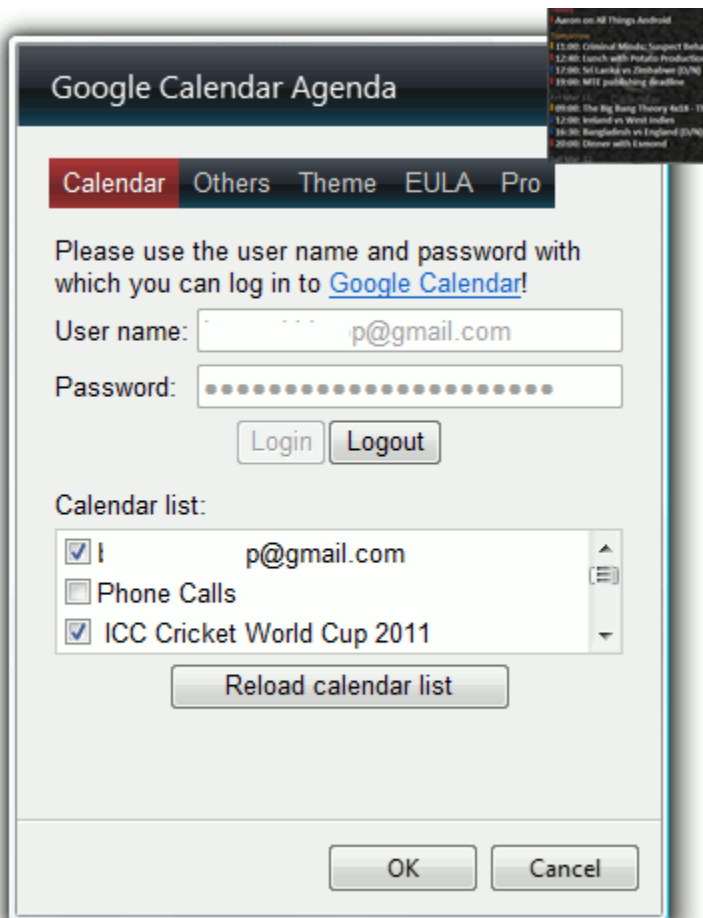 Aaron on All Things Android
Tomorrow
11:00: Criminal Minds: Suspect Beha
12:40: Lunch with Potato Production
17:00: Sri Lanka vs Zimbabwe (D/N)
19:00: MTE publishing deadline
09:00: The Big Bang Theory 4x18 - Th
12:00: Ireland vs West Indies
16:30: Bangladesh vs England (D/N)
20:00: Dinner with Esmond
Google Calendar Agenda
Calendar Others Theme EULA Pro
Please use the user name and password with
which you can log in to Google Calendar!
User name: p@gmail.com
Password:
Login Logout
Calendar list:
p@gmail.com
Phone Calls
ICC Cricket World Cup 2011
Reload calendar list
OK Cancel